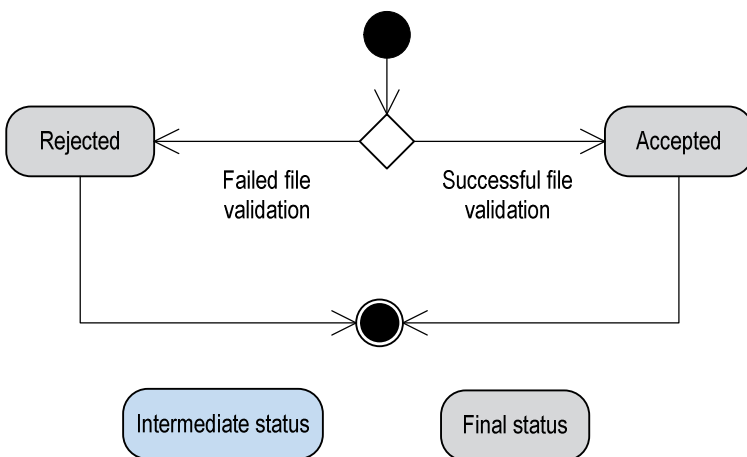 Rejected
Accepted
Failed file
validation
Successful file
validation
Intermediate status
Final status